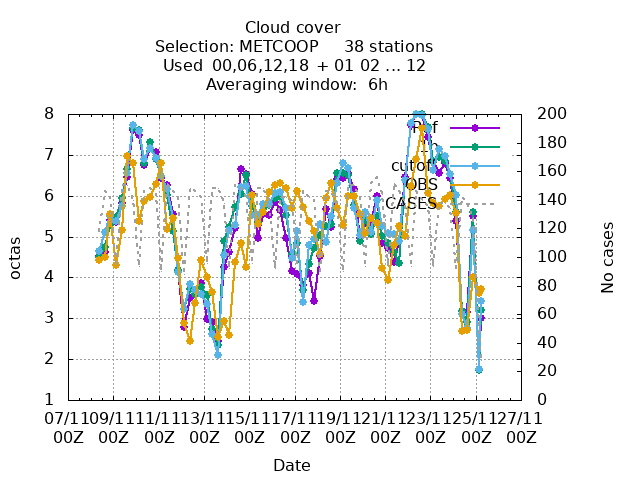 Cloud cover
Selection: METCOOP 38 stations
Used 00,06,12,18 + 01 02 ... 12
Averaging window: 6h
8 200
Ref
180
7 160
cutoff
OBS
CASES 140
6
120
No cases
octas
5 100
4 80
60
3
40
2
20
1 0
07/11 09/11 11/11 13/11 15/11 17/11 19/11 21/11 23/11 25/11 27/11
00Z 00Z 00Z 00Z 00Z 00Z 00Z 00Z 00Z 00Z 00Z
Date